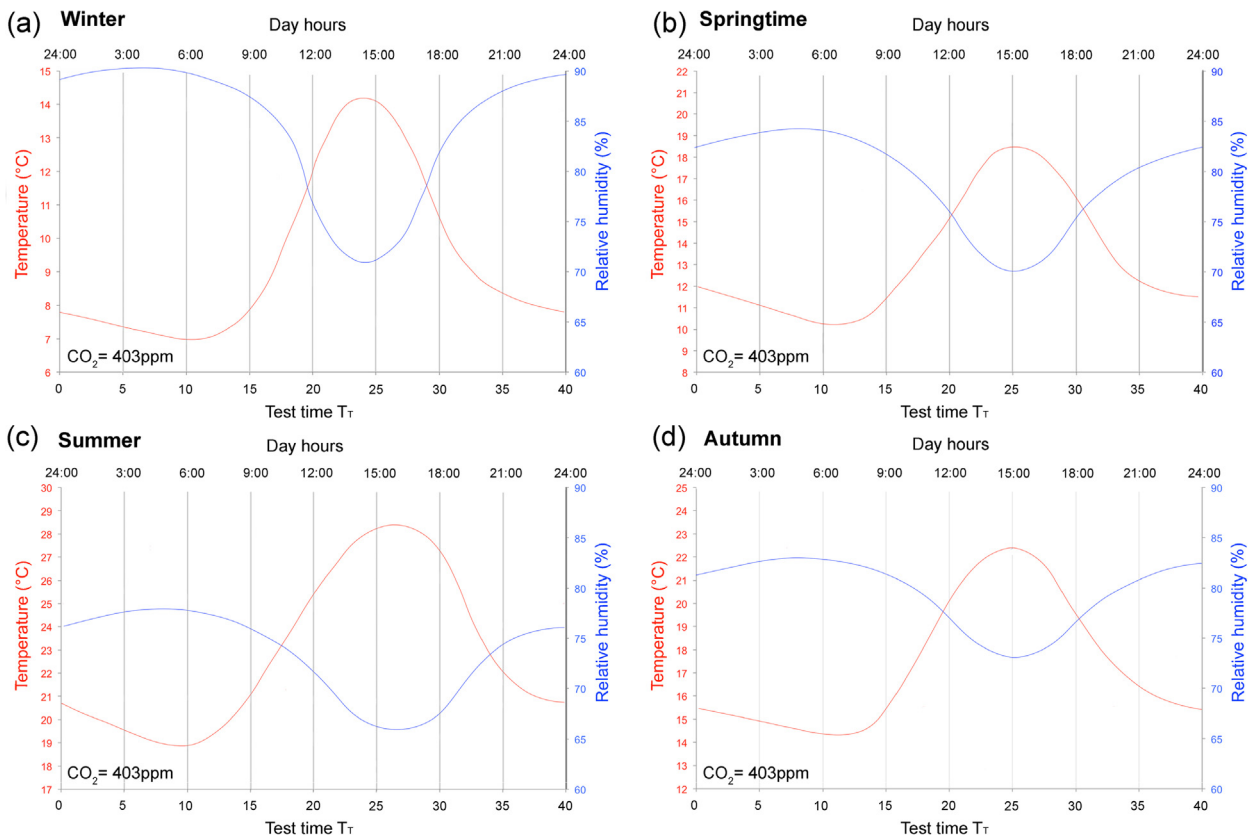 (a) Winter
Day hours
24:00 3:00 6:00 9:00 12:00 15:00 18:00 21:00 24:00
15
14
13
12
11
10
9
8
7
6
Temperature (°C)
90
85
80
75
70
65
60
Relative humidity (%)
CO2= 403ppm
0 5 10 15 20 25 30 35 40
Test time TT
(b) Springtime
Day hours
24:00 3:00 6:00 9:00 12:00 15:00 18:00 21:00 24:00
22
21
20
19
18
17
16
15
14
13
12
11
10
9
8
Temperature (°C)
90
85
80
75
70
65
60
Relative humidity (%)
CO2= 403ppm
0 5 10 15 20 25 30 35 40
Test time TT
(c) Summer
Day hours
24:00 3:00 6:00 9:00 12:00 15:00 18:00 21:00 24:00
30
29
28
27
26
25
24
23
22
21
20
19
18
17
Temperature (°C)
90
85
80
75
70
65
60
Relative humidity (%)
CO2= 403ppm
0 5 10 15 20 25 30 35 40
Test time TT
(d) Autumn
Day hours
24:00 3:00 6:00 9:00 12:00 15:00 18:00 21:00 24:00
25
24
23
22
21
20
19
18
17
16
15
14
13
12
Temperature (°C)
90
85
80
75
70
65
60
Relative humidity (%)
CO2= 403ppm
0 5 10 15 20 25 30 35 40
Test time TT